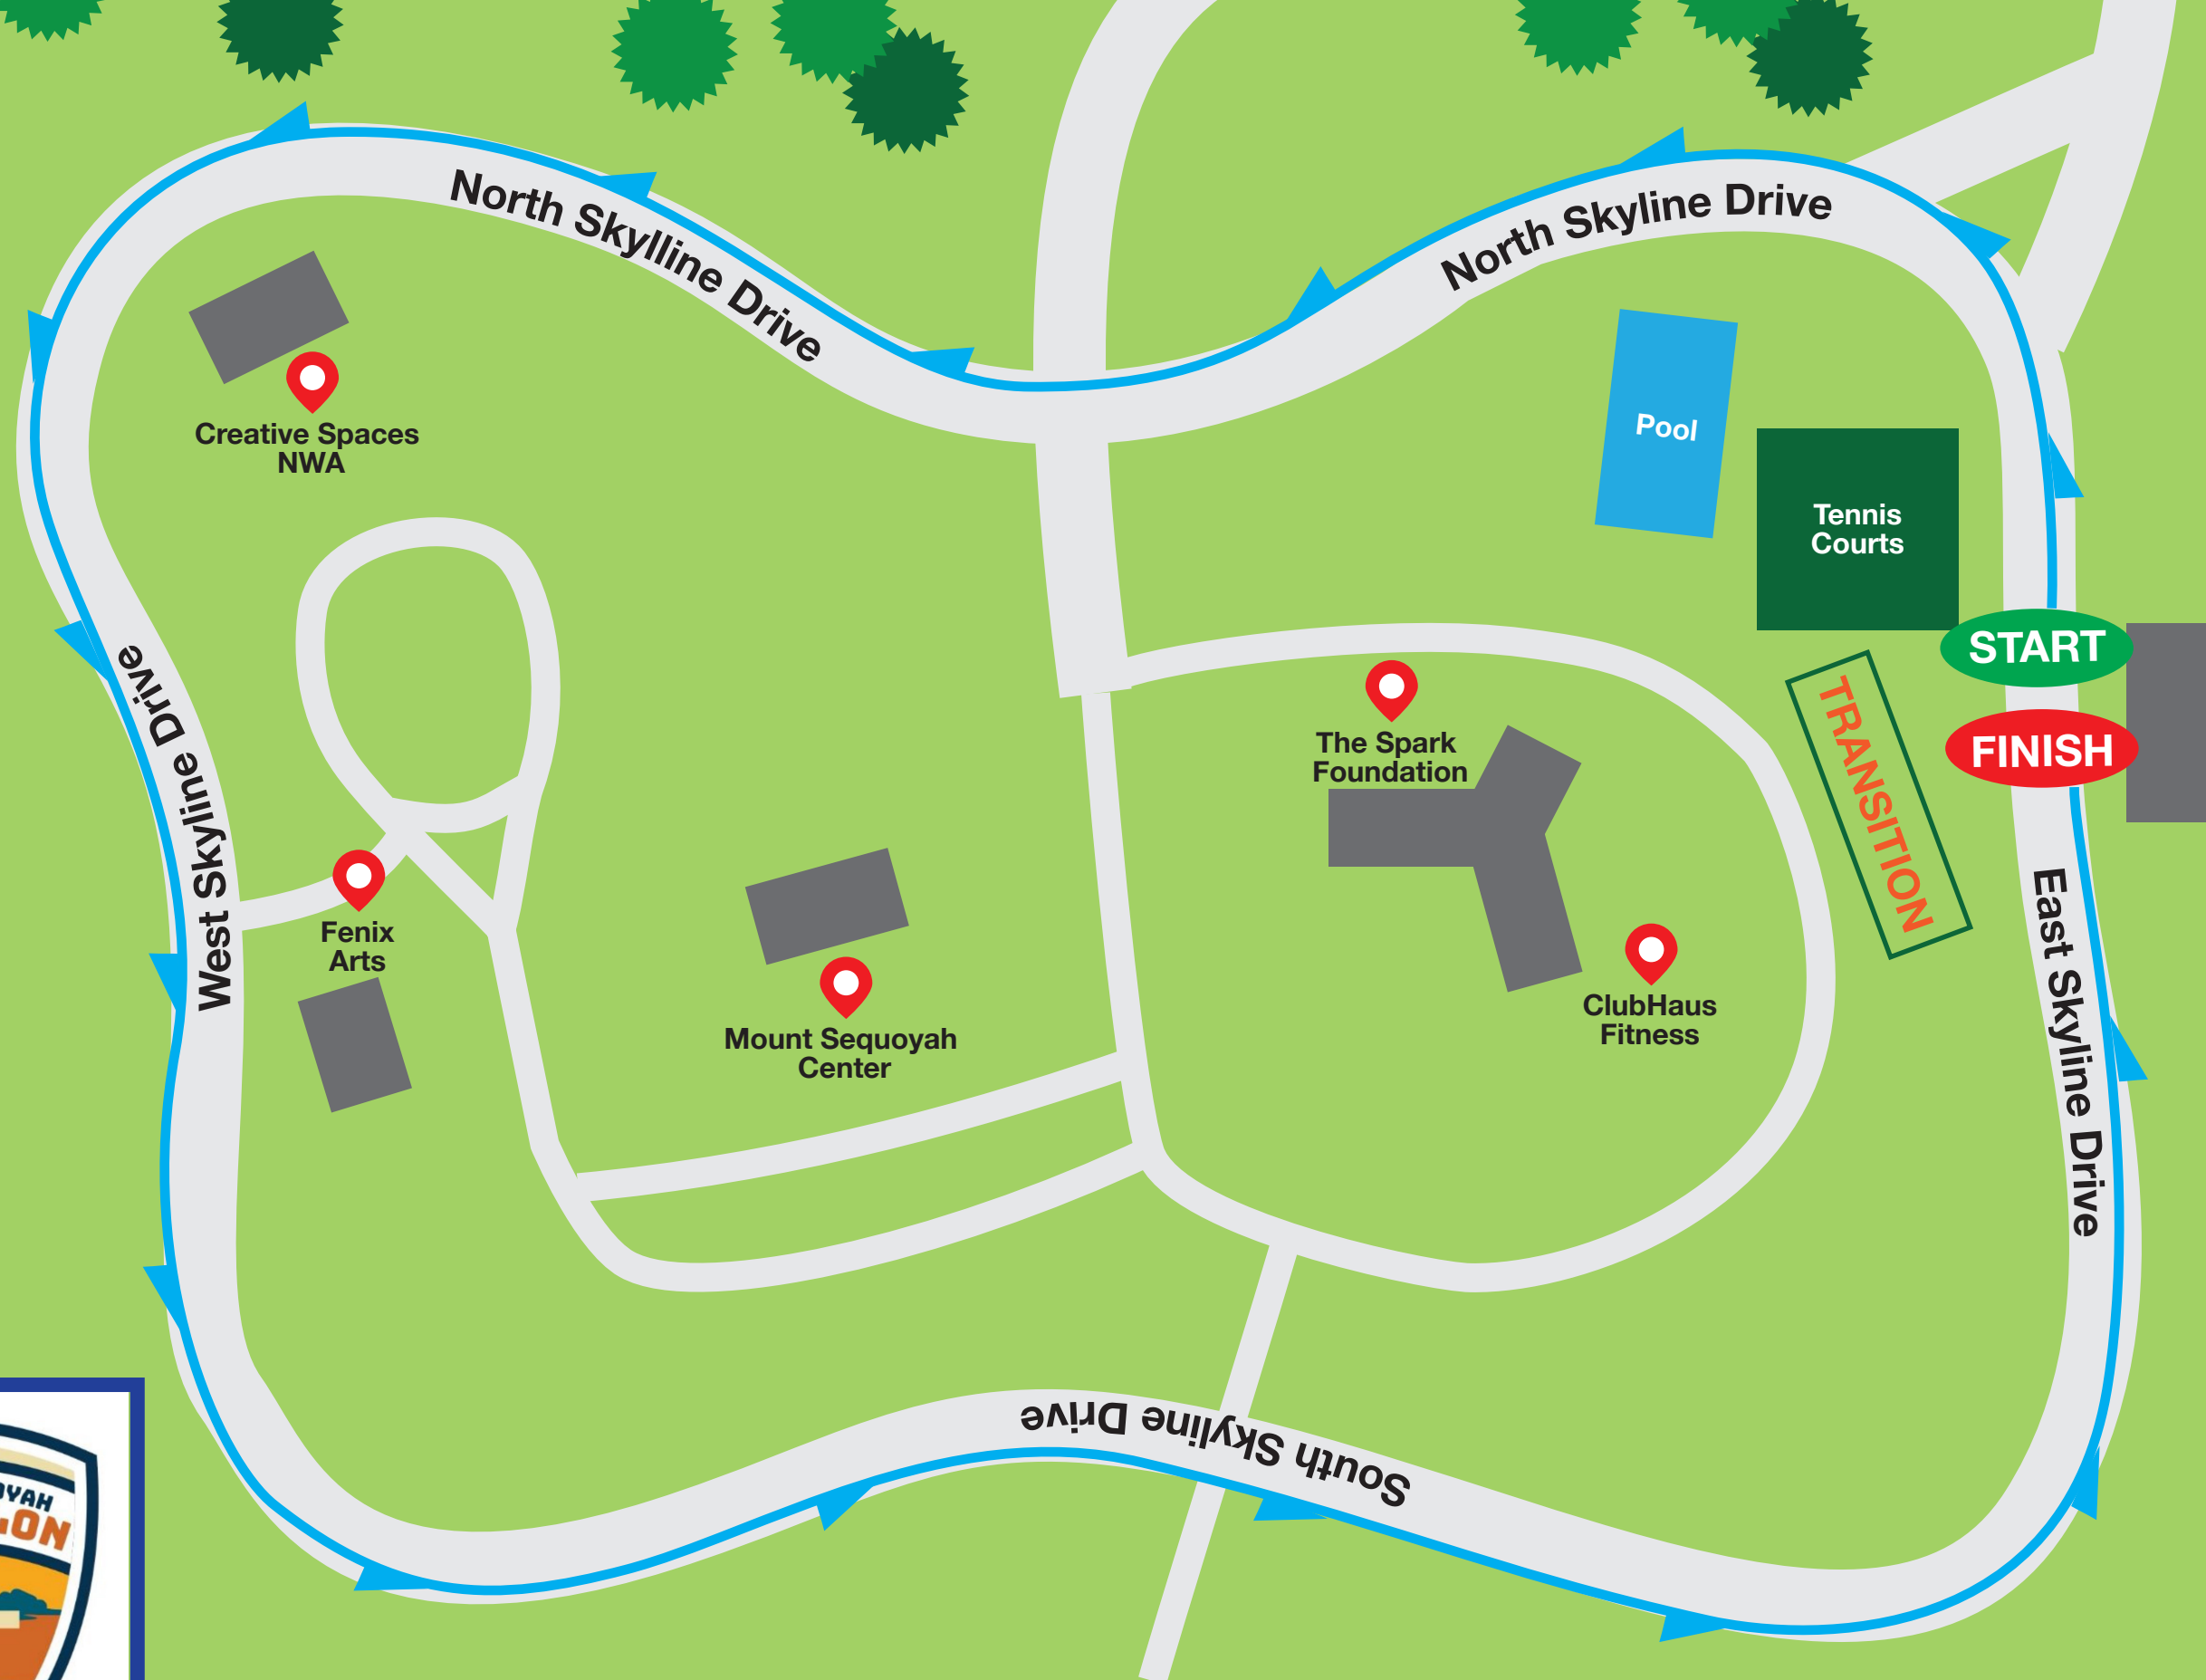 North Skylline Drive
North Skyline Drive
Creative Spaces
NWA
Pool
Tennis
Courts
START
FINISH
TRANSITION
The Spark
Foundation
West Skyline Drive
Fenix
Arts
Mount Sequoyah
Center
ClubHaus
Fitness
East Skyline Drive
South Skyline Drive